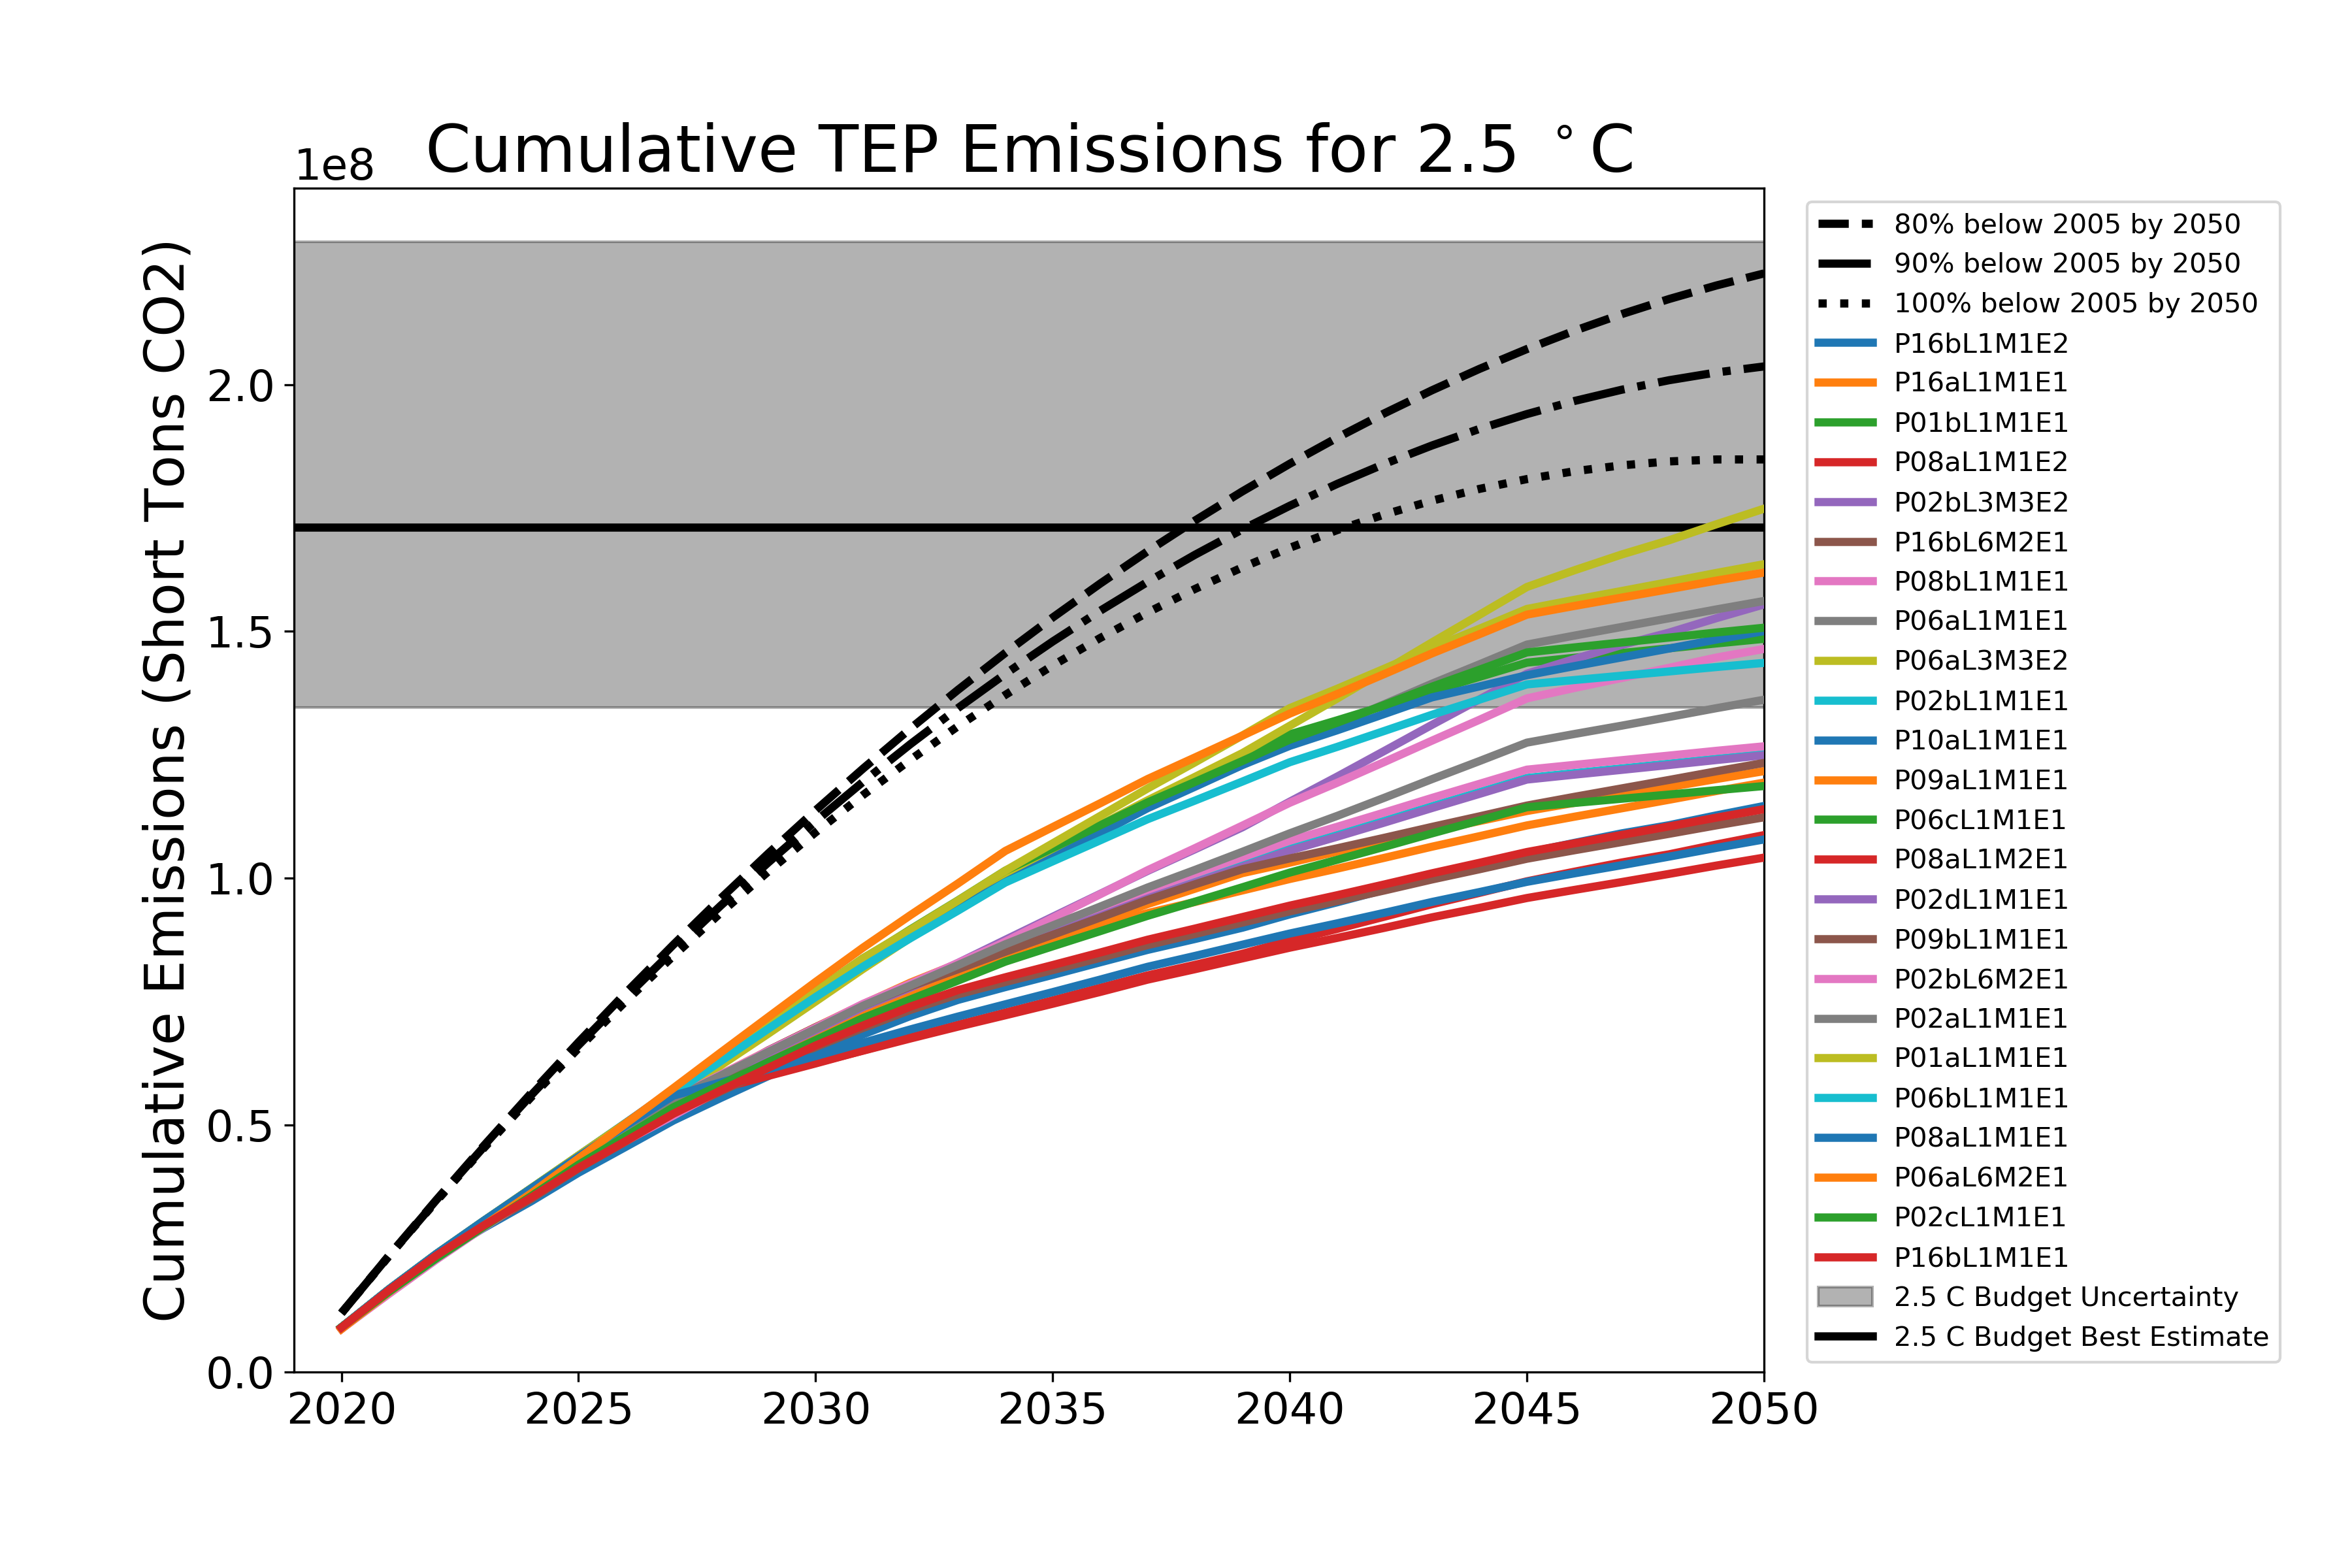 Cumulative TEP Emissions for 2.5 °C
1e8
Cumulative Emissions (Short Tons CO2)
2.0
1.5
1.0
0.5
0.0
2020 2025 2030 2035 2040 2045 2050
80% below 2005 by 2050
90% below 2005 by 2050
100% below 2005 by 2050
P16bL1M1E2
P16aL1M1E1
P01bL1M1E1
P08aL1M1E2
P02bL3M3E2
P16bL6M2E1
P08bL1M1E1
P06aL1M1E1
P06aL3M3E2
P02bL1M1E1
P10aL1M1E1
P09aL1M1E1
P06cL1M1E1
P08aL1M2E1
P02dL1M1E1
P09bL1M1E1
P02bL6M2E1
P02aL1M1E1
P01aL1M1E1
P06bL1M1E1
P08aL1M1E1
P06aL6M2E1
P02cL1M1E1
P16bL1M1E1
2.5 C Budget Uncertainty
2.5 C Budget Best Estimate